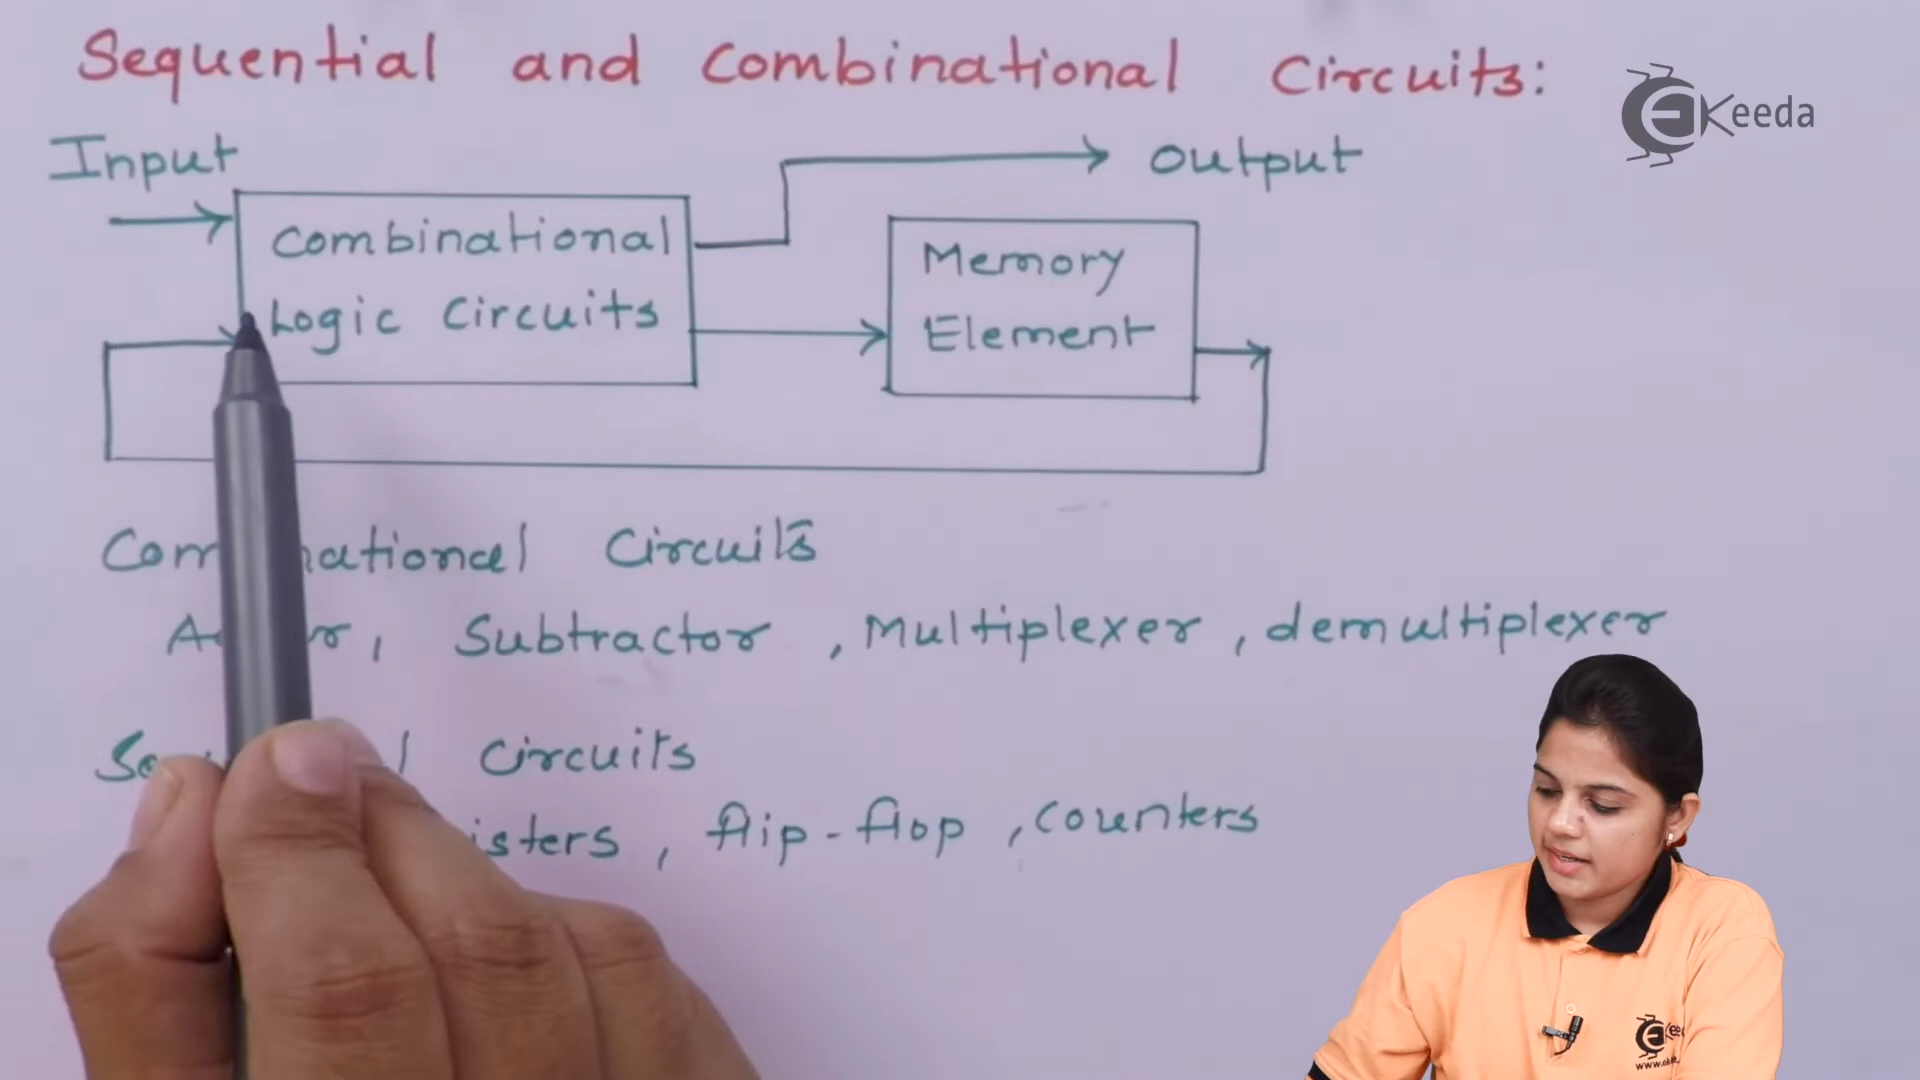 Sequential and Combinational Circuits:
EKeeda
Input
Output
Combinational
Logic Circuits
Memory
Element
Circuits
Subtractor , Multiplexer , demultiplexer
Circuits
, flip-flop , Counters